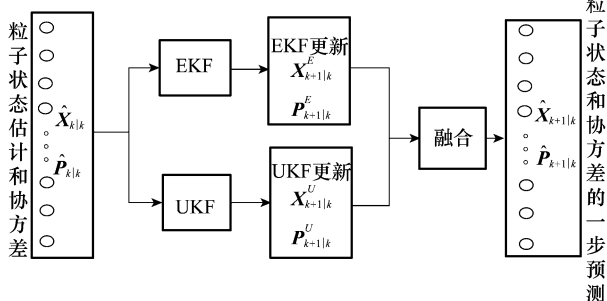 粒子状态估计和协方差
X̂k|k
P̂k|k
EKF
EKF更新
X^E k+1|k
P^E k+1|k
UKF
UKF更新
X^U k+1|k
P^U k+1|k
融合
X̂k+1|k
P̂k+1|k
粒子状态和协方差的一步预测